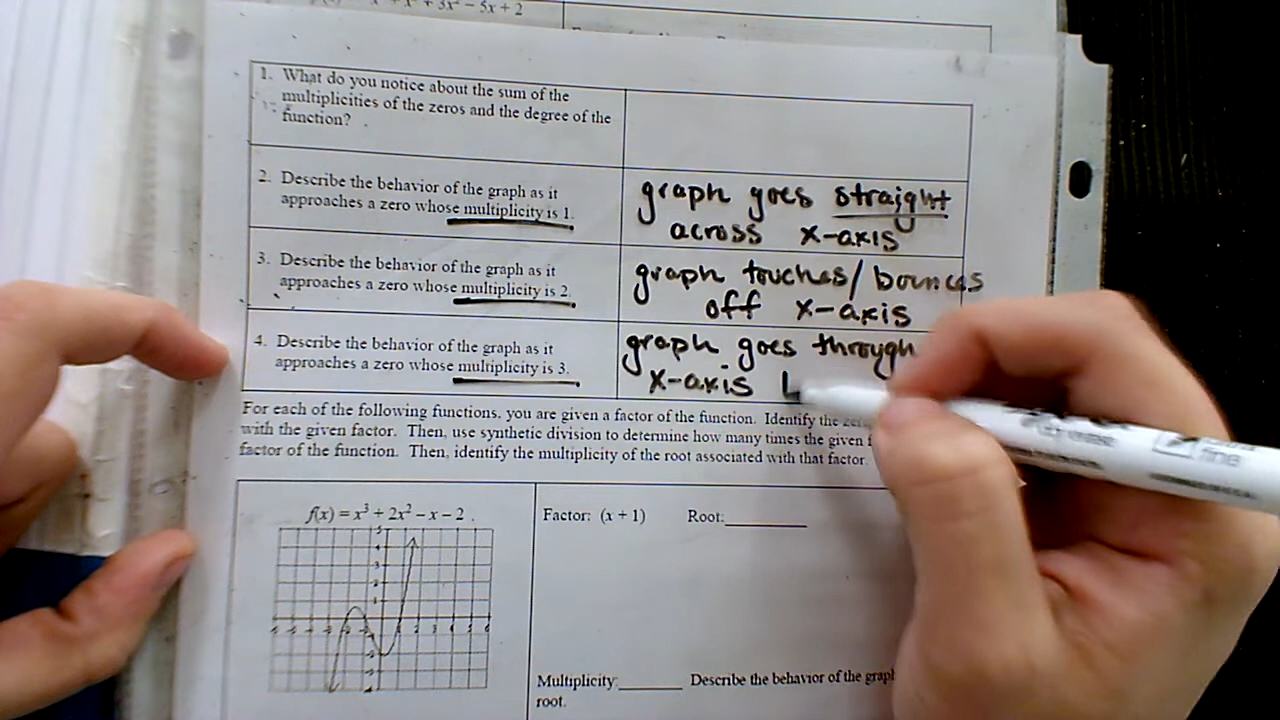 + 3x² − 5x + 2
1. What do you notice about the sum of the
multiplicities of the zeros and the degree of the
function?
2. Describe the behavior of the graph as it
approaches a zero whose multiplicity is 1.
graph goes straight
across x-axis
3. Describe the behavior of the graph as it
approaches a zero whose multiplicity is 2.
graph touches/bounces
off x-axis
4. Describe the behavior of the graph as it
approaches a zero whose multiplicity is 3.
graph goes through
x-axis
For each of the following functions, you are given a factor of the function. Identify the
with the given factor. Then, use synthetic division to determine how many times the given
factor of the function. Then, identify the multiplicity of the root associated with that factor.
f(x) = x³ + 2x² − x − 2
Factor: (x + 1) Root:________
Multiplicity:_______ Describe the behavior of the graph
root.
fine